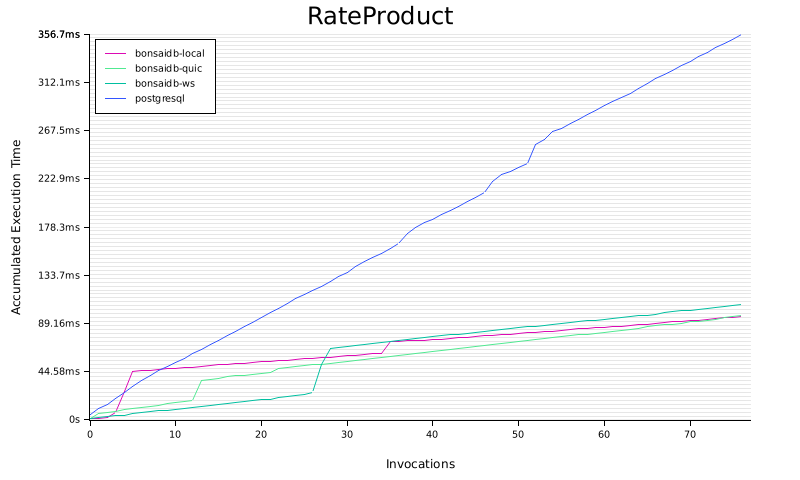 RateProduct
356.7ms
312.1ms
267.5ms
222.9ms
178.3ms
133.7ms
89.16ms
44.58ms
0s
Accumulated Execution Time
bonsaidb-local
bonsaidb-quic
bonsaidb-ws
postgresql
0 10 20 30 40 50 60 70
Invocations